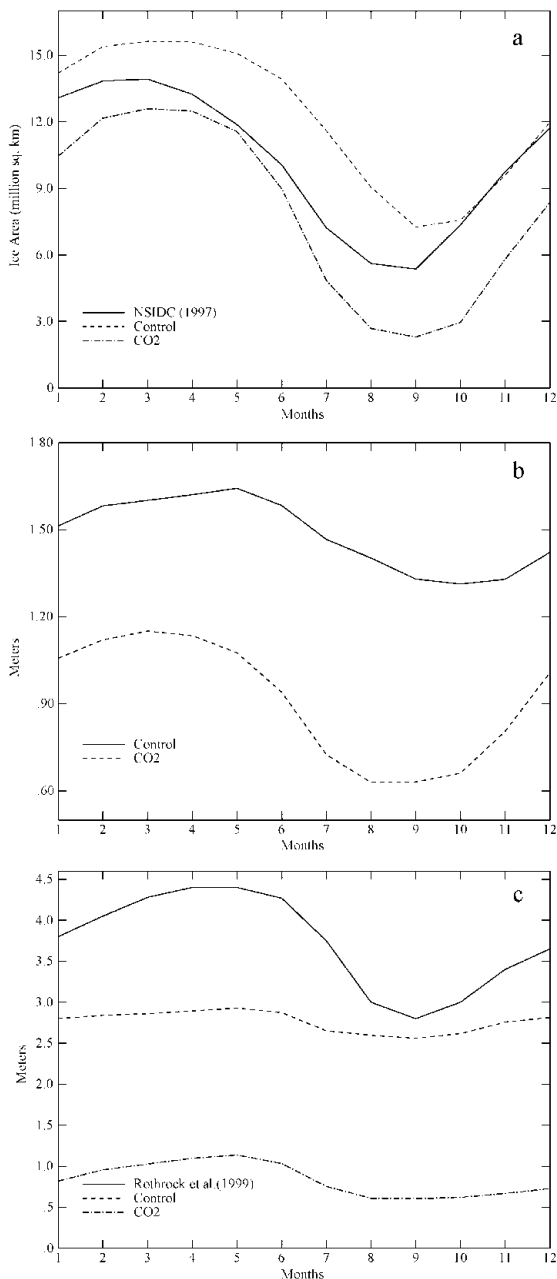 a
15.0
12.0
9.0
6.0
3.0
0
Ice Area (million sq. km)
NSIDC (1997)
Control
CO2
1 2 3 4 5 6 7 8 9 10 11 12
Months
b
1.80
1.50
1.20
.90
.60
Meters
Control
CO2
1 2 3 4 5 6 7 8 9 10 11 12
Months
c
4.5
4.0
3.5
3.0
2.5
2.0
1.5
1.0
.5
.0
Meters
Rothrock et al (1999)
Control
CO2
1 2 3 4 5 6 7 8 9 10 11 12
Months